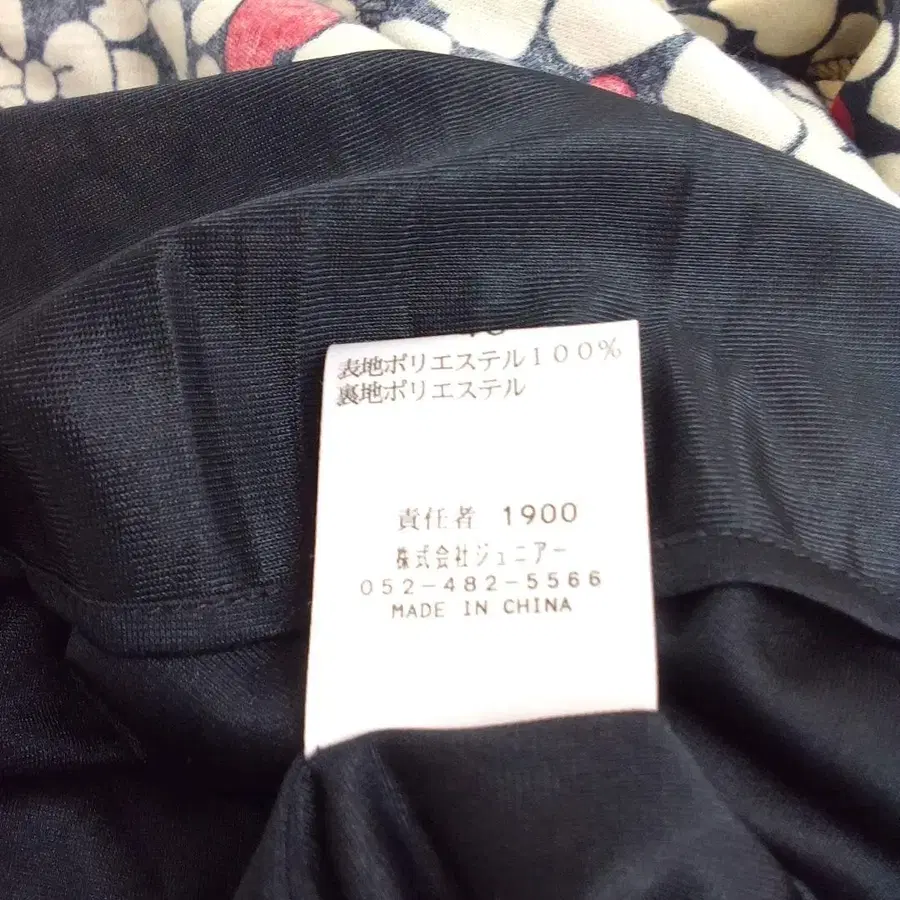 表地ポリエステル１００％
裏地ポリエステル
責任者 1900
株式会社ジュニアー
052-482-5566
MADE IN CHINA